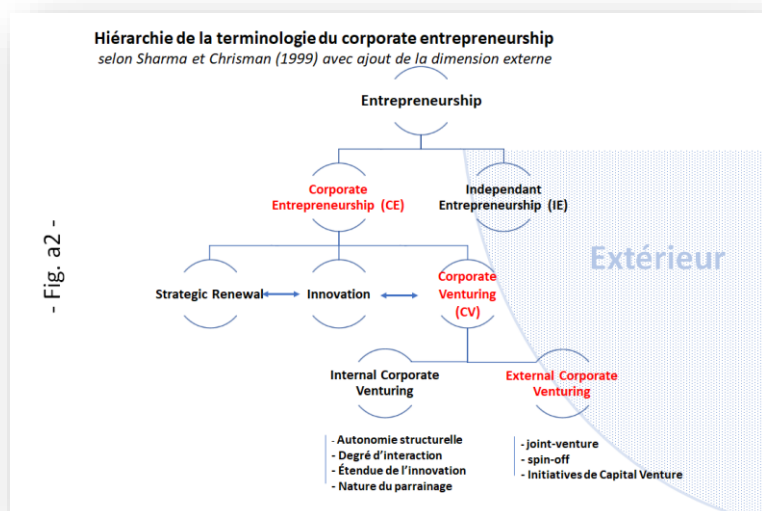 Hiérarchie de la terminologie du corporate entrepreneurship
selon Sharma et Chrisman (1999) avec ajout de la dimension externe
- Fig. a2 -
Entrepreneurship
Corporate
Entrepreneurship (CE)
Independant
Entrepreneurship (IE)
Extérieur
Strategic Renewal
Innovation
Corporate
Venturing
(CV)
Internal Corporate
Venturing
External Corporate
Venturing
- Autonomie structurelle
- Degré d'interaction
- Étendue de l'innovation
- Nature du parrainage
- joint-venture
- spin-off
- Initiatives de Capital Venture